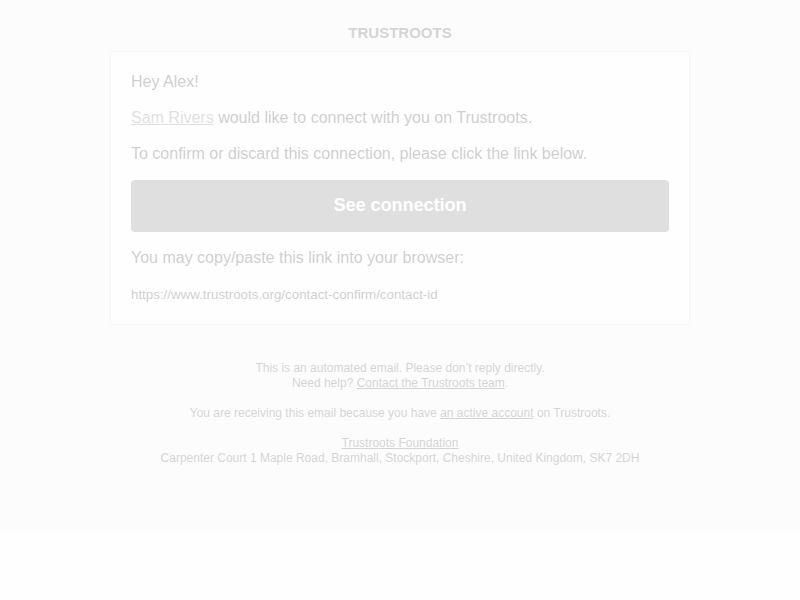 TRUSTROOTS
Hey Alex!
Sam Rivers would like to connect with you on Trustroots.
To confirm or discard this connection, please click the link below.
See connection
You may copy/paste this link into your browser:
https://www.trustroots.org/contact-confirm/contact-id
This is an automated email. Please don’t reply directly.
Need help? Contact the Trustroots team.
You are receiving this email because you have an active account on Trustroots.
Trustroots Foundation
Carpenter Court 1 Maple Road, Bramhall, Stockport, Cheshire, United Kingdom, SK7 2DH